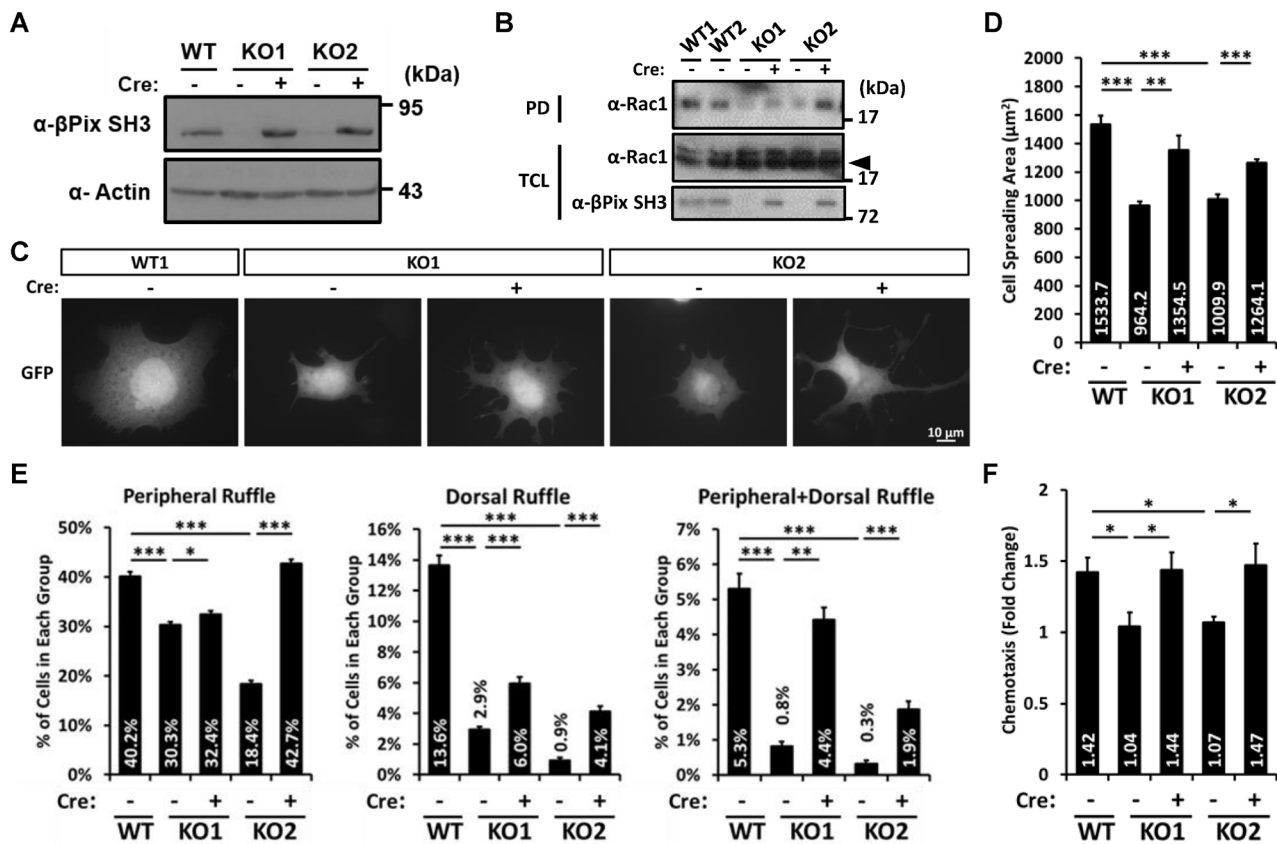 A
WT KO1 KO2
Cre: - - + - + (kDa)
α-βPix SH3
95
α- Actin
43
B
WT1 WT2 KO1 KO2
Cre: - - - + - + (kDa)
PD
α-Rac1
17
TCL
α-Rac1
17
α-βPix SH3
72
C
WT1 KO1 KO2
Cre: - - + - +
GFP
10 µm
D
Cell Spreading Area (µm²)
2000
1800
1600
1400
1200
1000
800
600
400
200
0
*** 
*** ** ***
1533.7 964.2 1354.5 1009.9 1264.1
Cre: - - + - +
WT KO1 KO2
E
Peripheral Ruffle
% of Cells in Each Group
50%
40%
30%
20%
10%
0%
*** ***
*** *
40.2% 30.3% 32.4% 18.4% 42.7%
Cre: - - + - +
WT KO1 KO2
Dorsal Ruffle
% of Cells in Each Group
16%
14%
12%
10%
8%
6%
4%
2%
0%
*** ***
*** ***
13.6% 2.9% 6.0% 0.9% 4.1%
Cre: - - + - +
WT KO1 KO2
Peripheral+Dorsal Ruffle
% of Cells in Each Group
7%
6%
5%
4%
3%
2%
1%
0%
*** ***
*** **
5.3% 0.8% 4.4% 0.3% 1.9%
Cre: - - + - +
WT KO1 KO2
F
Chemotaxis (Fold Change)
2
1.5
1
0.5
0
* *
* *
1.42 1.04 1.44 1.07 1.47
Cre: - - + - +
WT KO1 KO2